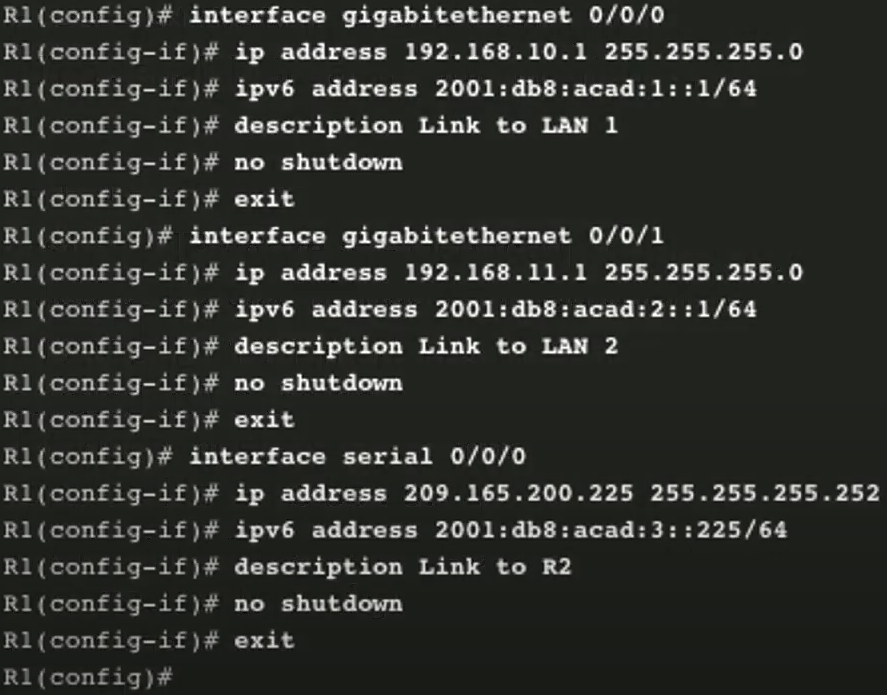 R1(config)# interface gigabitethernet 0/0/0
R1(config-if)# ip address 192.168.10.1 255.255.255.0
R1(config-if)# ipv6 address 2001:db8:acad:1::1/64
R1(config-if)# description Link to LAN 1
R1(config-if)# no shutdown
R1(config-if)# exit
R1(config)# interface gigabitethernet 0/0/1
R1(config-if)# ip address 192.168.11.1 255.255.255.0
R1(config-if)# ipv6 address 2001:db8:acad:2::1/64
R1(config-if)# description Link to LAN 2
R1(config-if)# no shutdown
R1(config-if)# exit
R1(config)# interface serial 0/0/0
R1(config-if)# ip address 209.165.200.225 255.255.255.252
R1(config-if)# ipv6 address 2001:db8:acad:3::225/64
R1(config-if)# description Link to R2
R1(config-if)# no shutdown
R1(config-if)# exit
R1(config)#